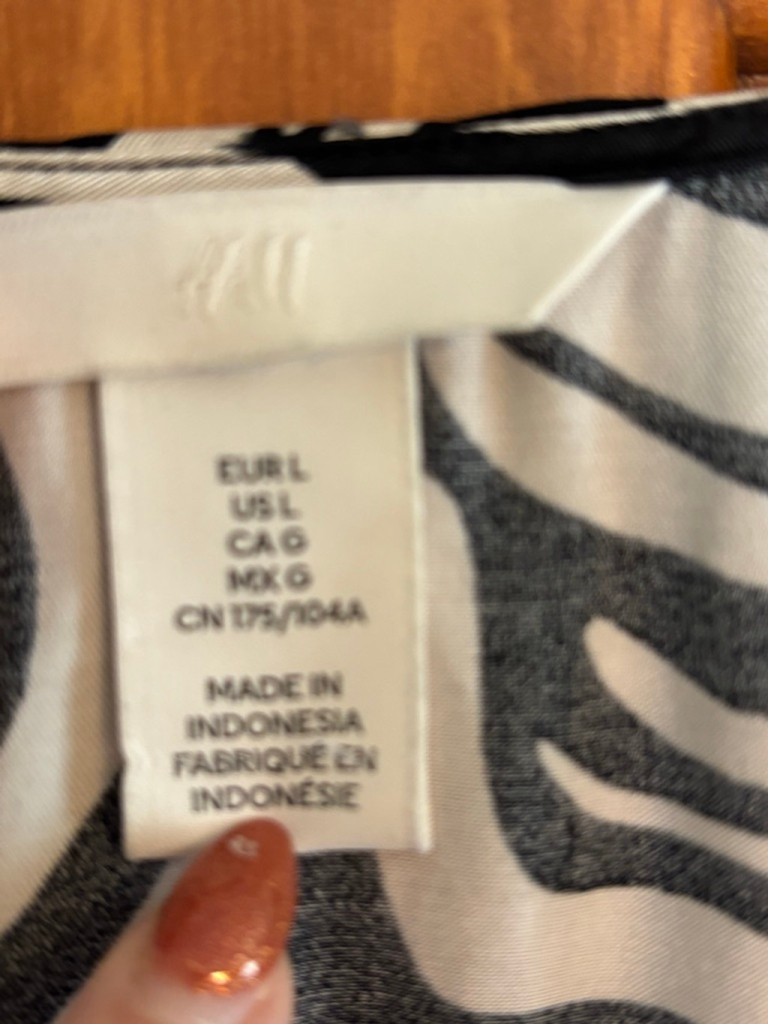 H&M
EUR L
US L
CA G
MX G
CN 175/104A
MADE IN
INDONESIA
FABRIQUÉ EN
INDONÉSIE